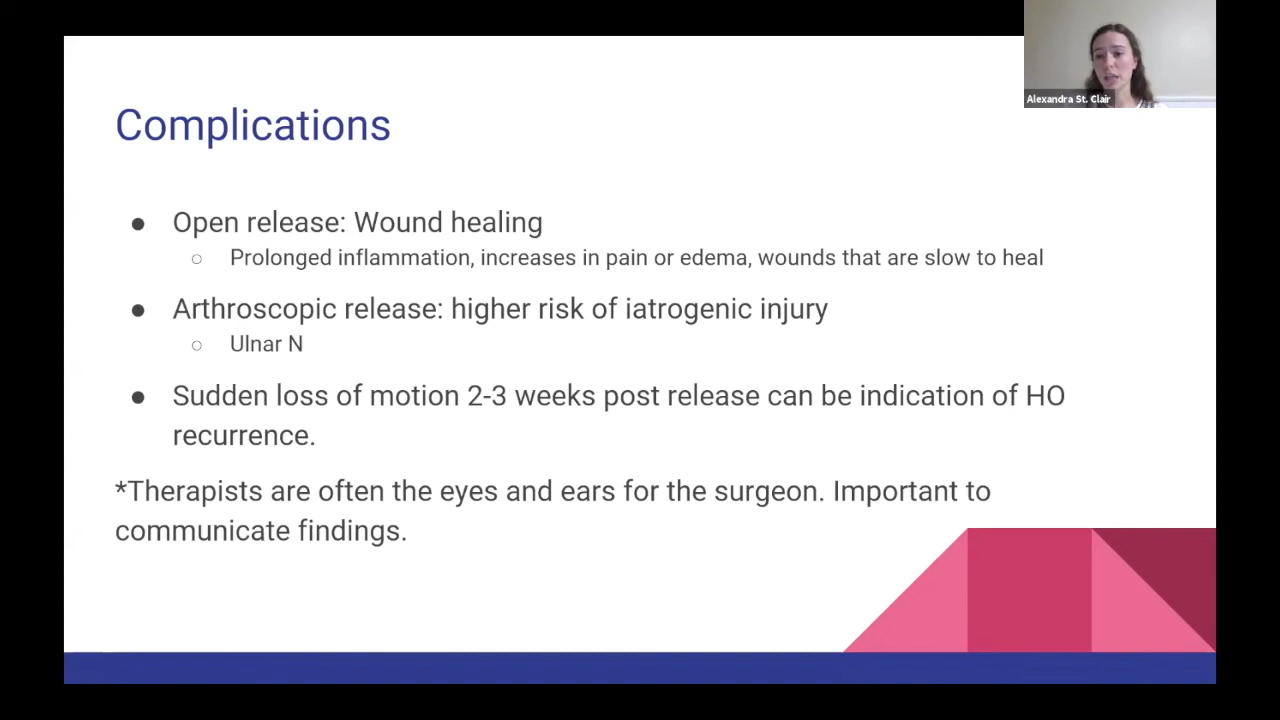 Alexandra St. Clair
Complications
● Open release: Wound healing
○ Prolonged inflammation, increases in pain or edema, wounds that are slow to heal
● Arthroscopic release: higher risk of iatrogenic injury
○ Ulnar N
● Sudden loss of motion 2-3 weeks post release can be indication of HO
recurrence.
*Therapists are often the eyes and ears for the surgeon. Important to
communicate findings.